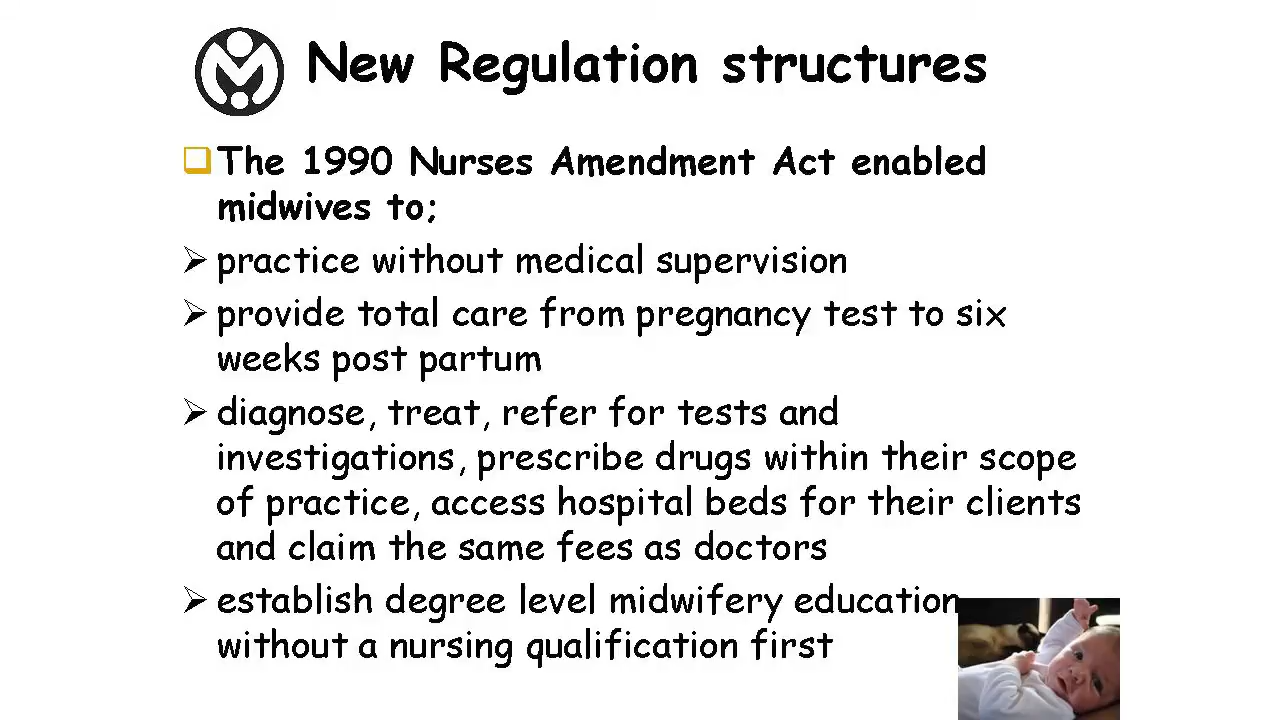 New Regulation structures
The 1990 Nurses Amendment Act enabled
midwives to;
practice without medical supervision
provide total care from pregnancy test to six
weeks post partum
diagnose, treat, refer for tests and
investigations, prescribe drugs within their scope
of practice, access hospital beds for their clients
and claim the same fees as doctors
establish degree level midwifery education
without a nursing qualification first